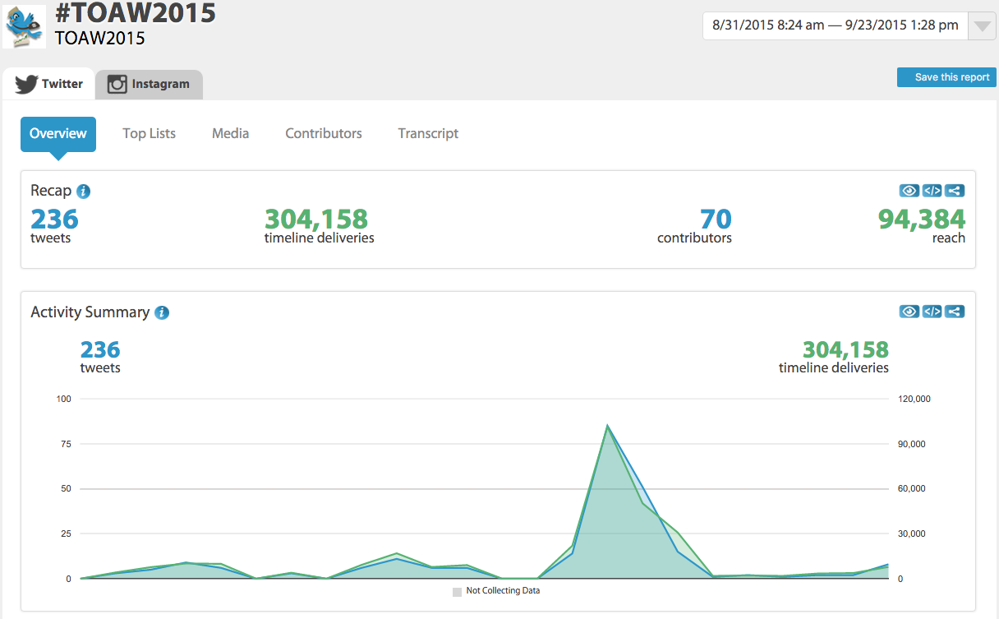 #TOAW2015
TOAW2015
8/31/2015 8:24 am — 9/23/2015 1:28 pm
Twitter
Instagram
Save this report
Overview
Top Lists
Media
Contributors
Transcript
Recap i
236
tweets
304,158
timeline deliveries
70
contributors
94,384
reach
Activity Summary i
236
tweets
304,158
timeline deliveries
100
120,000
75
90,000
50
60,000
25
30,000
0
0
Not Collecting Data